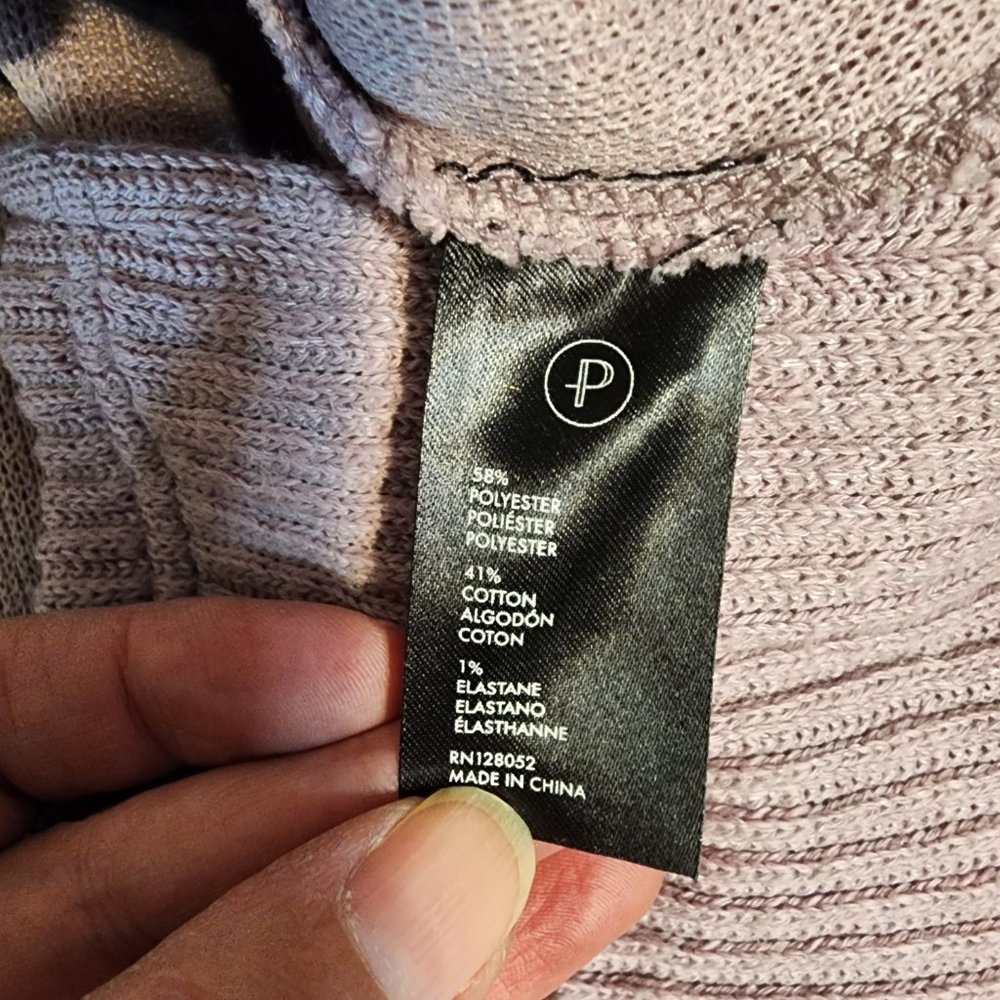 P
58%
POLYESTER
POLIÉSTER
POLYESTER
41%
COTTON
ALGODÓN
COTON
1%
ELASTANE
ELASTANO
ÉLASTHANNE
RN128052
MADE IN CHINA